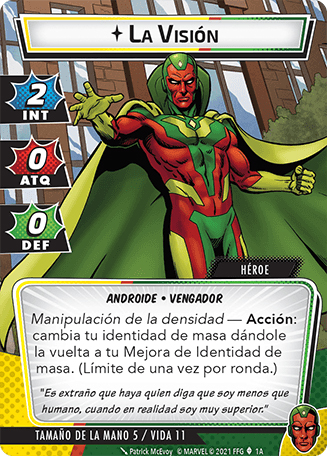 LA VISIÓN
2
INT
0
ATQ
0
DEF
HÉROE
ANDROIDE • VENGADOR
Manipulación de la densidad — Acción:
cambia tu identidad de masa dándole
la vuelta a tu Mejora de Identidad de
masa. (Límite de una vez por ronda.)
"Es extraño que haya quien diga que soy menos que
humano, cuando en realidad soy muy superior."
TAMAÑO DE LA MANO 5 / VIDA 11
Patrick McEvoy © MARVEL © 2021 FFG 1A